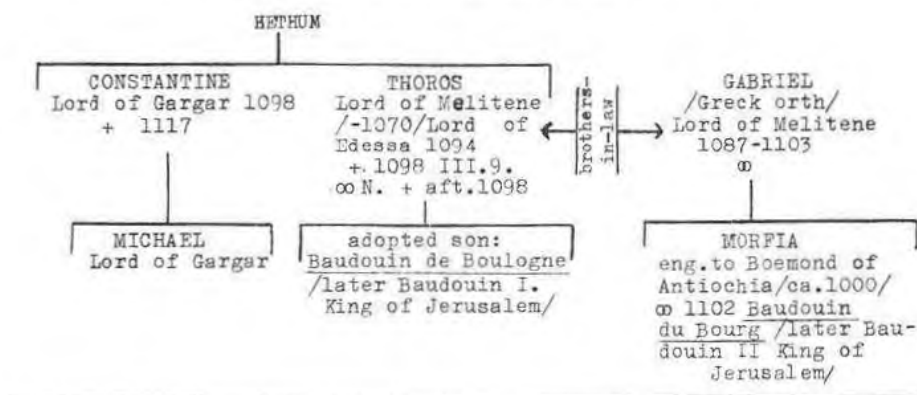 HETHUM
CONSTANTINE
Lord of Gargar 1098
+ 1117
THOROS
Lord of Melitene
/-1070/Lord of
Edessa 1094
+ 1098 III.9.
ꝏ N. + aft.1098
brothers-
in-law
GABRIEL
/Greck orth/
Lord of Melitene
1087-1103
ꝏ
MICHAEL
Lord of Gargar
adopted son:
Baudouin de Boulogne
/later Baudouin I.
King of Jerusalem/
MORFIA
eng.to Boemond of
Antiochia/ca.1000/
ꝏ 1102 Baudouin
du Bourg /later Bau-
douin II King of
Jerusalem/